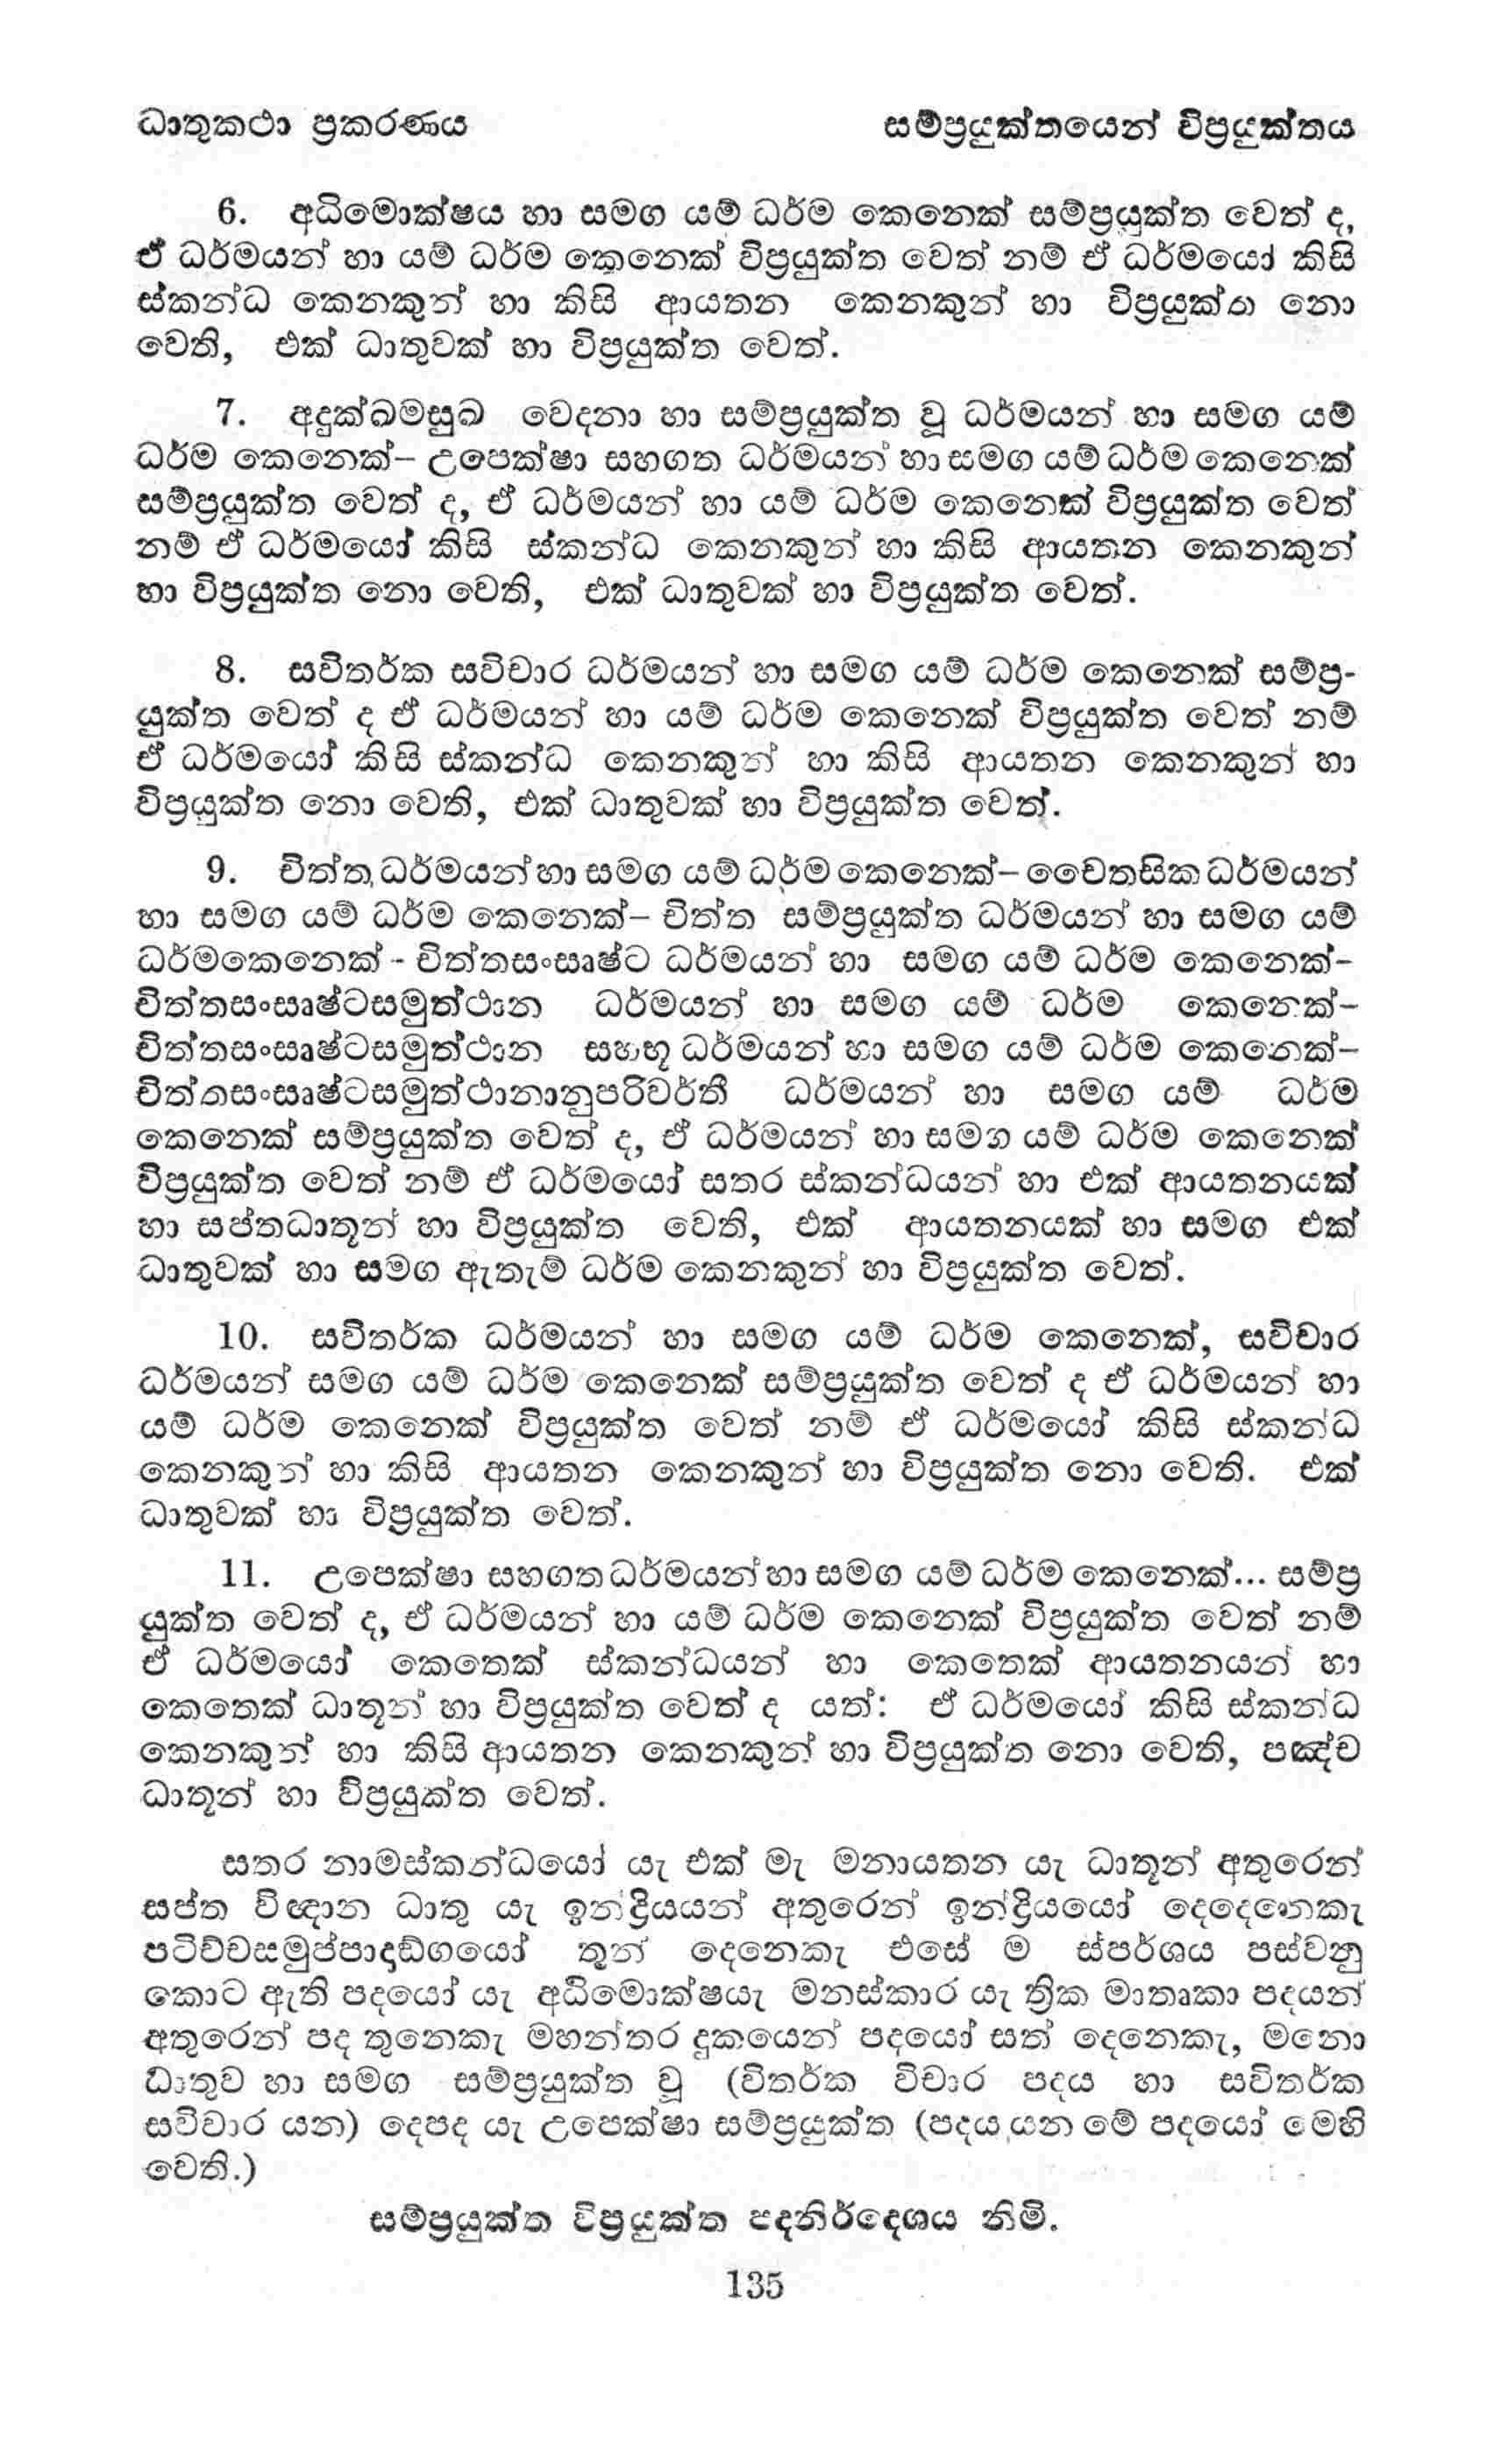 ධාතුකථා ප්‍රකරණය
සම්ප්‍රයුක්තයෙන් විප්‍රයුක්තය
6. අධිමොක්ෂය හා සමග යම් ධර්ම කෙනෙක් සම්ප්‍රයුක්ත වෙත් ද,
ඒ ධර්මයන් හා යම් ධර්ම කෙනෙක් විප්‍රයුක්ත වෙත් නම් ඒ ධර්මයෝ කිසි
ස්කන්ධ කෙනකුන් හා කිසි ආයතන කෙනකුන් හා විප්‍රයුක්ත නො
වෙති, එක් ධාතුවක් හා විප්‍රයුක්ත වෙත්.
7. අදුක්ඛමසුඛ වෙදනා හා සම්ප්‍රයුක්ත වූ ධර්මයන් හා සමග යම්
ධර්ම කෙනෙක්– උපෙක්ෂා සහගත ධර්මයන් හා සමග යම් ධර්ම කෙනෙක්
සම්ප්‍රයුක්ත වෙත් ද, ඒ ධර්මයන් හා යම් ධර්ම කෙනෙක් විප්‍රයුක්ත වෙත්
නම් ඒ ධර්මයෝ කිසි ස්කන්ධ කෙනකුන් හා කිසි ආයතන කෙනකුන්
හා විප්‍රයුක්ත නො වෙති, එක් ධාතුවක් හා විප්‍රයුක්ත වෙත්.
8. සවිතර්ක සවිචාර ධර්මයන් හා සමග යම් ධර්ම කෙනෙක් සම්ප්‍ර-
යුක්ත වෙත් ද ඒ ධර්මයන් හා යම් ධර්ම කෙනෙක් විප්‍රයුක්ත වෙත් නම්
ඒ ධර්මයෝ කිසි ස්කන්ධ කෙනකුන් හා කිසි ආයතන කෙනකුන් හා
විප්‍රයුක්ත නො වෙති, එක් ධාතුවක් හා විප්‍රයුක්ත වෙත්.
9. චිත්ත ධර්මයන් හා සමග යම් ධර්ම කෙනෙක්– චෛතසික ධර්මයන්
හා සමග යම් ධර්ම කෙනෙක්– චිත්ත සම්ප්‍රයුක්ත ධර්මයන් හා සමග යම්
ධර්මකෙනෙක් - චිත්තසංසෘෂ්ට ධර්මයන් හා සමග යම් ධර්ම කෙනෙක්–
චිත්තසංසෘෂ්ටසමුත්ථාන ධර්මයන් හා සමග යම් ධර්ම කෙනෙක්–
චිත්තසංසෘෂ්ටසමුත්ථාන සහභූ ධර්මයන් හා සමග යම් ධර්ම කෙනෙක්–
චිත්තසංසෘෂ්ටසමුත්ථානානුපරිවර්තී ධර්මයන් හා සමග යම් ධර්ම
කෙනෙක් සම්ප්‍රයුක්ත වෙත් ද, ඒ ධර්මයන් හා සමග යම් ධර්ම කෙනෙක්
විප්‍රයුක්ත වෙත් නම් ඒ ධර්මයෝ සතර ස්කන්ධයන් හා එක් ආයතනයක්
හා සප්තධාතූන් හා විප්‍රයුක්ත වෙති, එක් ආයතනයක් හා සමග එක්
ධාතුවක් හා සමග ඇතැම් ධර්ම කෙනකුන් හා විප්‍රයුක්ත වෙත්.
10. සවිතර්ක ධර්මයන් හා සමග යම් ධර්ම කෙනෙක්, සවිචාර
ධර්මයන් සමග යම් ධර්ම කෙනෙක් සම්ප්‍රයුක්ත වෙත් ද ඒ ධර්මයන් හා
යම් ධර්ම කෙනෙක් විප්‍රයුක්ත වෙත් නම් ඒ ධර්මයෝ කිසි ස්කන්ධ
කෙනකුන් හා කිසි ආයතන කෙනකුන් හා විප්‍රයුක්ත නො වෙති. එක්
ධාතුවක් හා විප්‍රයුක්ත වෙත්.
11. උපෙක්ෂා සහගත ධර්මයන් හා සමග යම් ධර්ම කෙනෙක්... සම්ප්‍ර
යුක්ත වෙත් ද, ඒ ධර්මයන් හා යම් ධර්ම කෙනෙක් විප්‍රයුක්ත වෙත් නම්
ඒ ධර්මයෝ කෙතෙක් ස්කන්ධයන් හා කෙතෙක් ආයතනයන් හා
කෙතෙක් ධාතූන් හා විප්‍රයුක්ත වෙත් ද යත්: ඒ ධර්මයෝ කිසි ස්කන්ධ
කෙනකුන් හා කිසි ආයතන කෙනකුන් හා විප්‍රයුක්ත නො වෙති, පඤ්ච
ධාතූන් හා විප්‍රයුක්ත වෙත්.
සතර නාමස්කන්ධයෝ යැ එක් මැ මනායතන යැ ධාතූන් අතුරෙන්
සප්ත විඥාන ධාතු යැ ඉන්ද්‍රියයන් අතුරෙන් ඉන්ද්‍රියයෝ දෙදෙනෙකැ
පටිච්චසමුප්පාදාඞ්ගයෝ තුන් දෙනෙකැ එසේ ම ස්පර්ශය පස්වනු
කොට ඇති පදයෝ යැ අධිමොක්ෂයැ මනස්කාර යැ ත්‍රික මාතෘකා පදයන්
අතුරෙන් පද තුනෙකැ මහන්තර දුකයෙන් පදයෝ සත් දෙනෙකැ, මනො
ධාතුව හා සමග සම්ප්‍රයුක්ත වූ (විතර්ක විචාර පදය හා සවිතර්ක
සවිචාර යන) දෙපද යැ උපෙක්ෂා සම්ප්‍රයුක්ත (පදය යන මේ පදයෝ මෙහි
වෙති.)
සම්ප්‍රයුක්ත විප්‍රයුක්ත පදනිර්දෙශය නිමි.
135